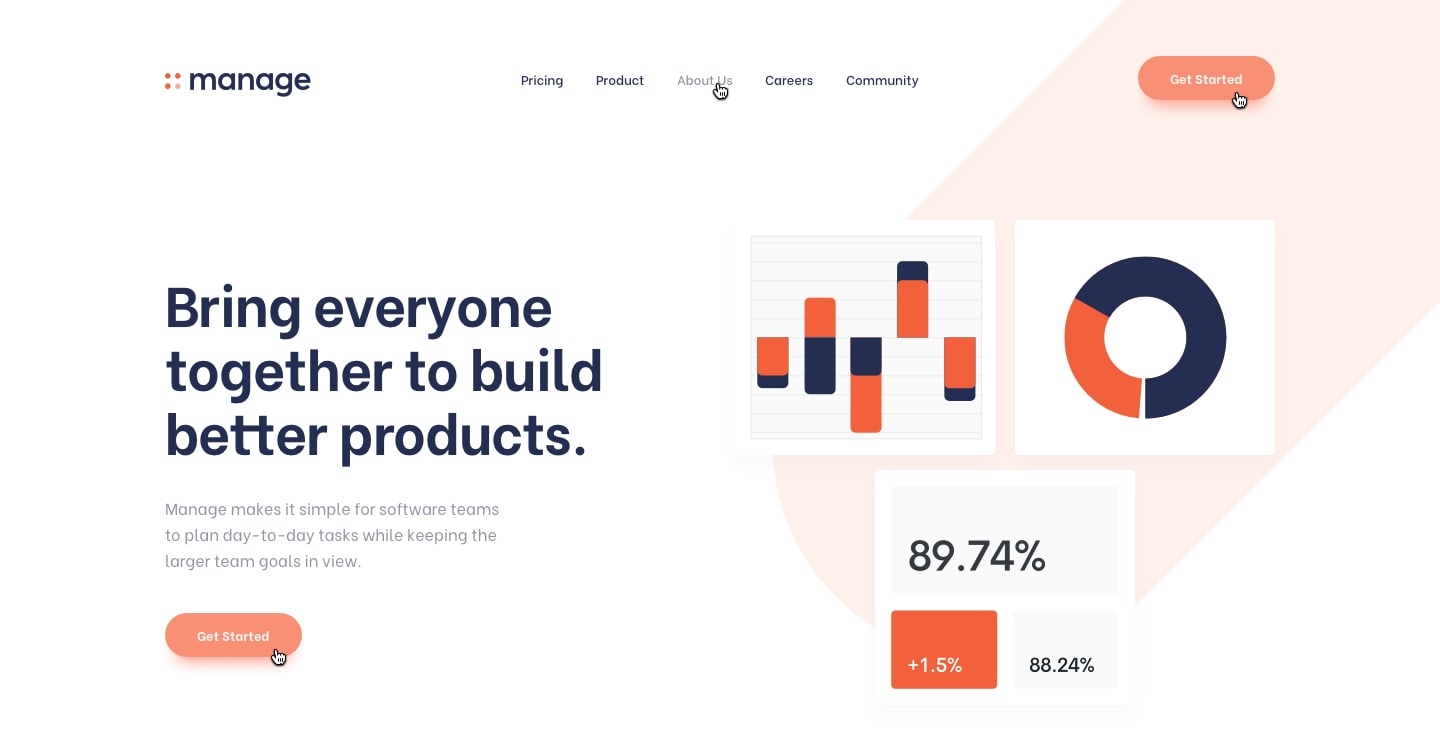 manage
Pricing
Product
About Us
Careers
Community
Get Started
Bring everyone
together to build
better products.
Manage makes it simple for software teams
to plan day-to-day tasks while keeping the
larger team goals in view.
Get Started
89.74%
+1.5%
88.24%